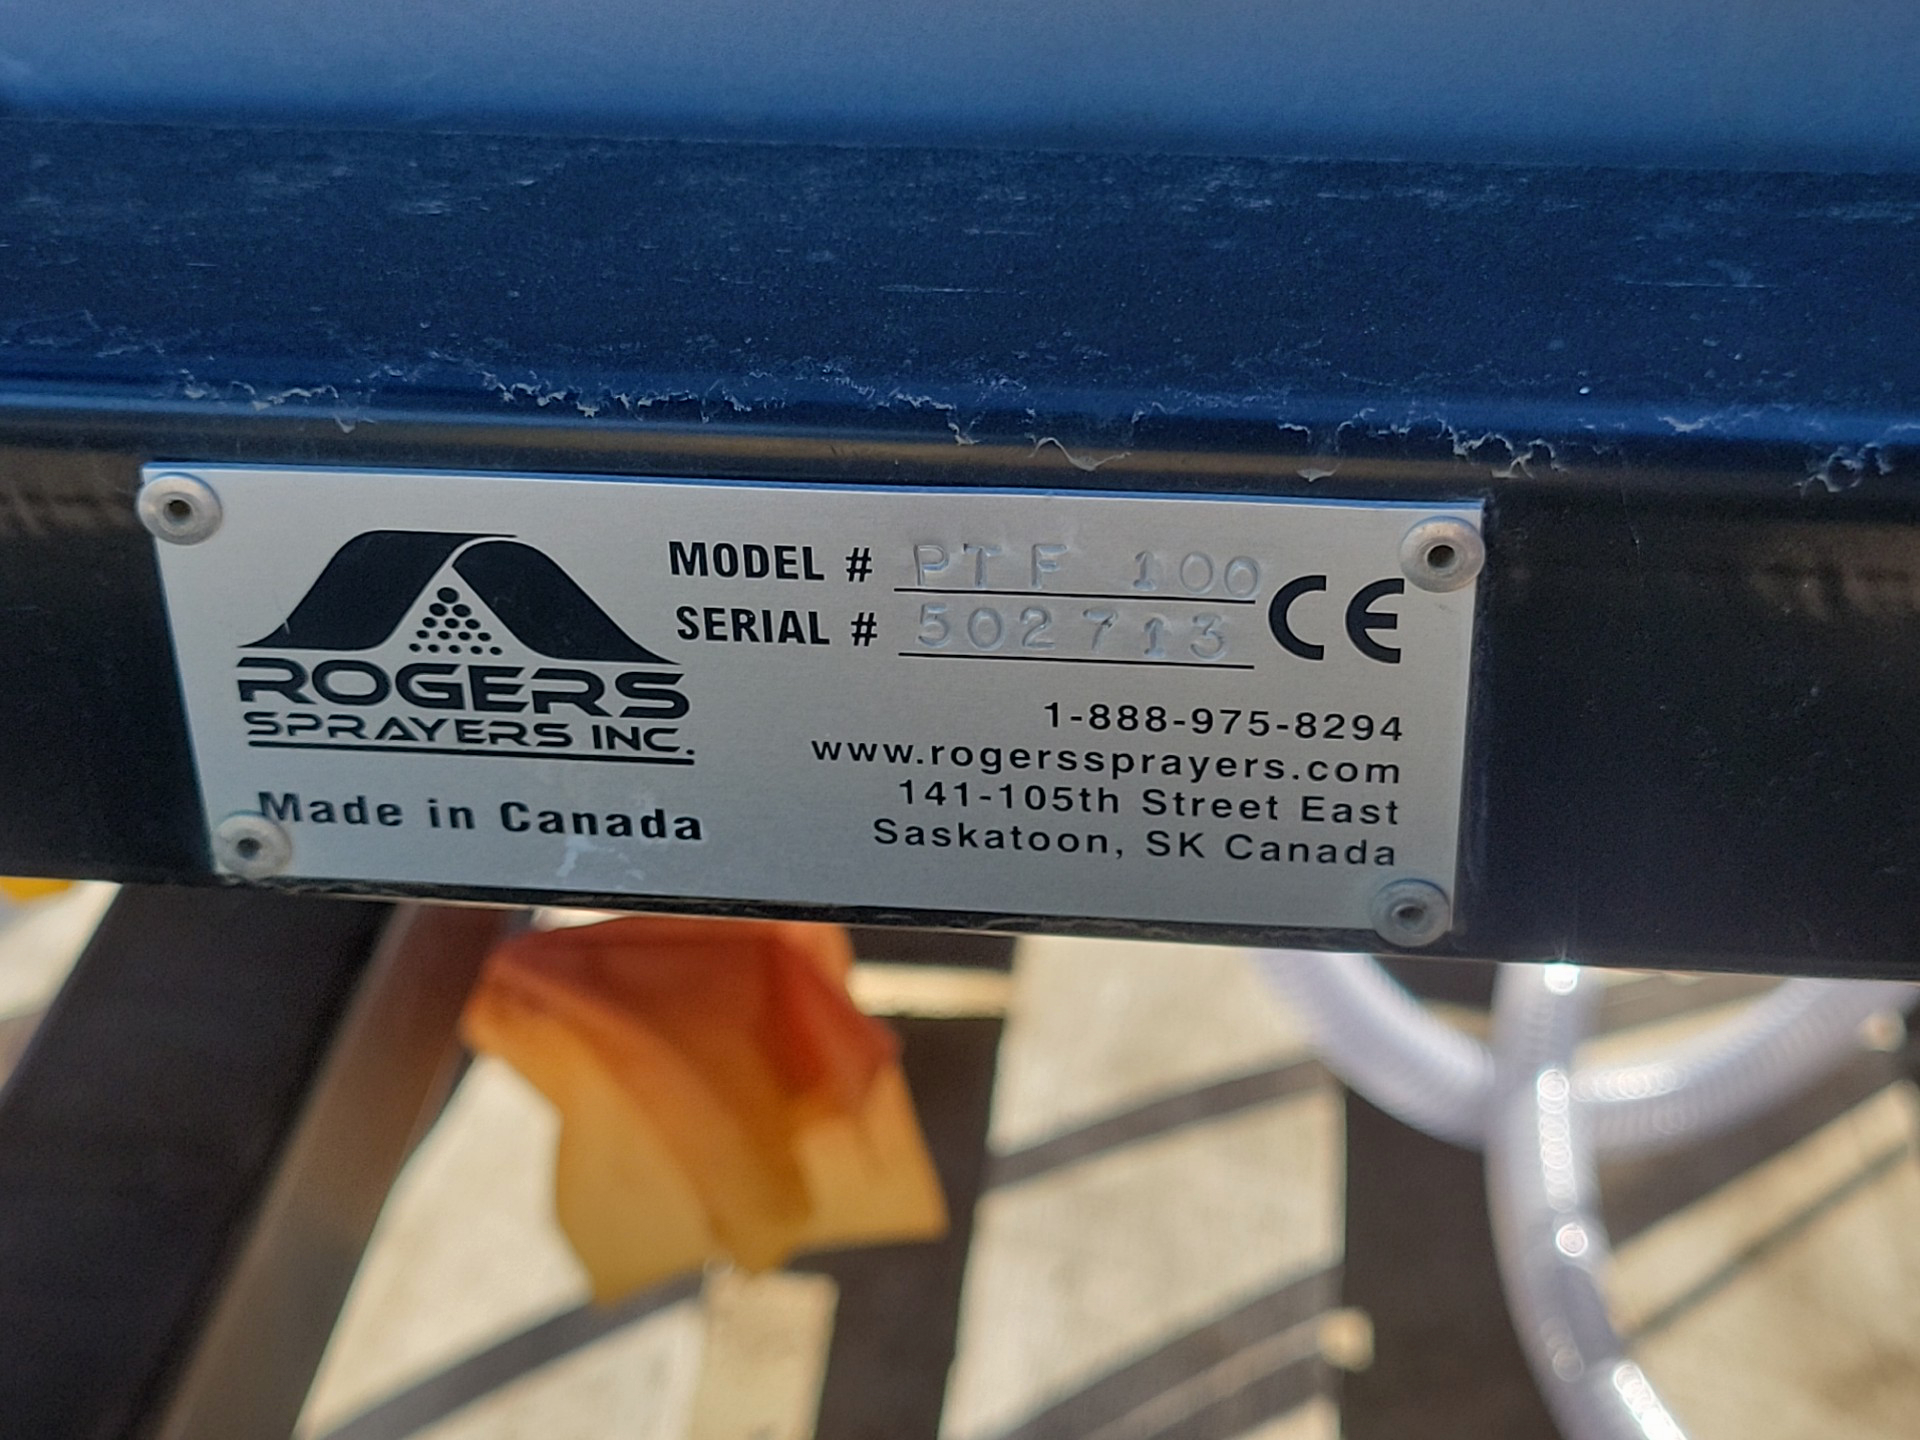 ROGERS
SPRAYERS INC.
Made in Canada
MODEL # PTF 100
SERIAL # 502713
CE
1-888-975-8294
www.rogerssprayers.com
141-105th Street East
Saskatoon, SK Canada